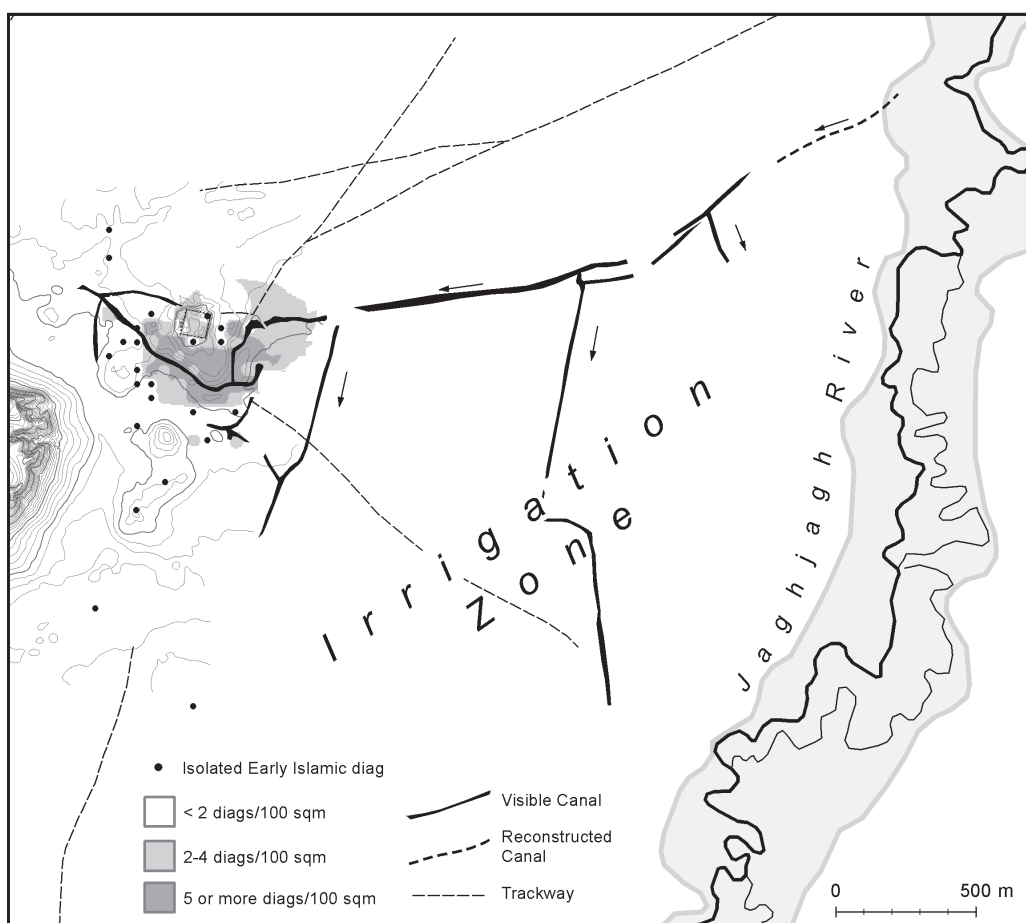 Jaghjagh River
Irrigation
Zone
Isolated Early Islamic diag
< 2 diags/100 sqm
2-4 diags/100 sqm
5 or more diags/100 sqm
Visible Canal
Reconstructed
Canal
Trackway
0 500 m